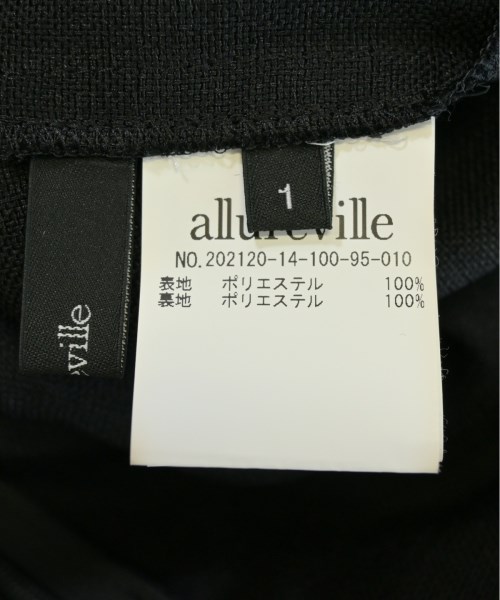 1
allureville
NO.202120-14-100-95-010
表地 ポリエステル 100%
裏地 ポリエステル 100%
ville